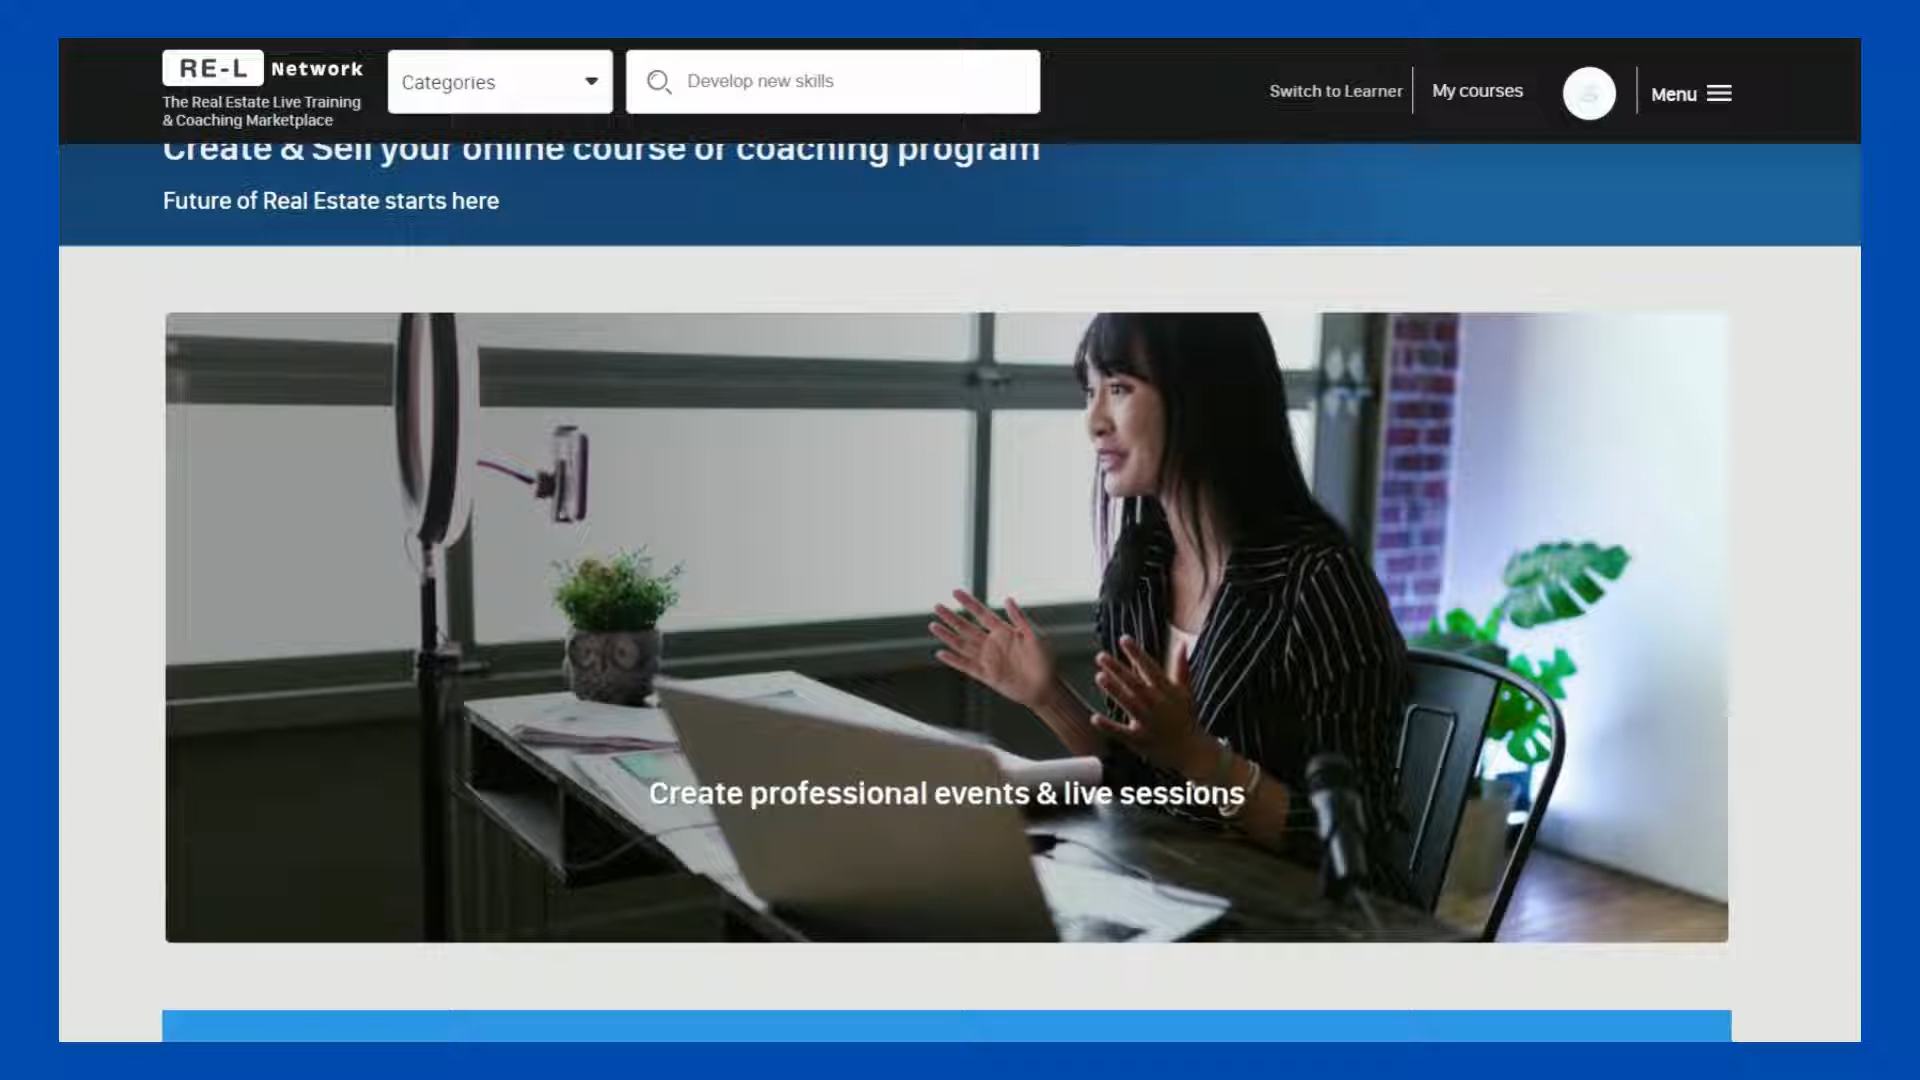 RE-L Network
The Real Estate Live Training
& Coaching Marketplace
Categories
Develop new skills
Switch to Learner
My courses
Menu
Create & Sell your online course or coaching program
Future of Real Estate starts here
Create professional events & live sessions